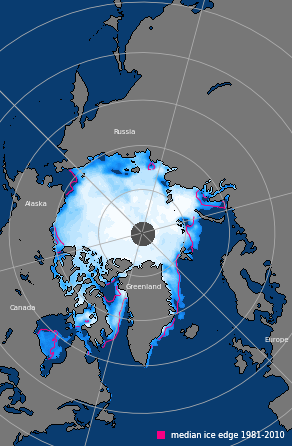 Russia
Alaska
Greenland
Canada
Europe
median ice edge 1981-2010